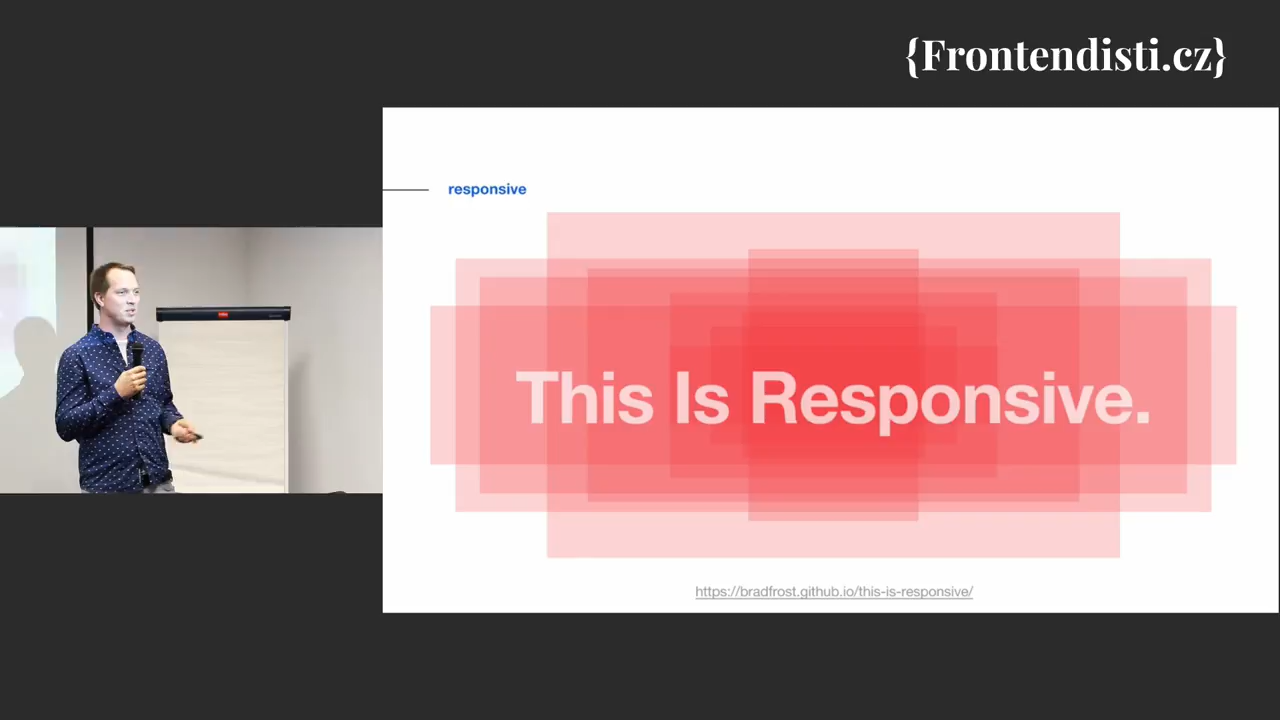 {Frontendisti.cz}
responsive
This Is Responsive.
https://bradfrost.github.io/this-is-responsive/